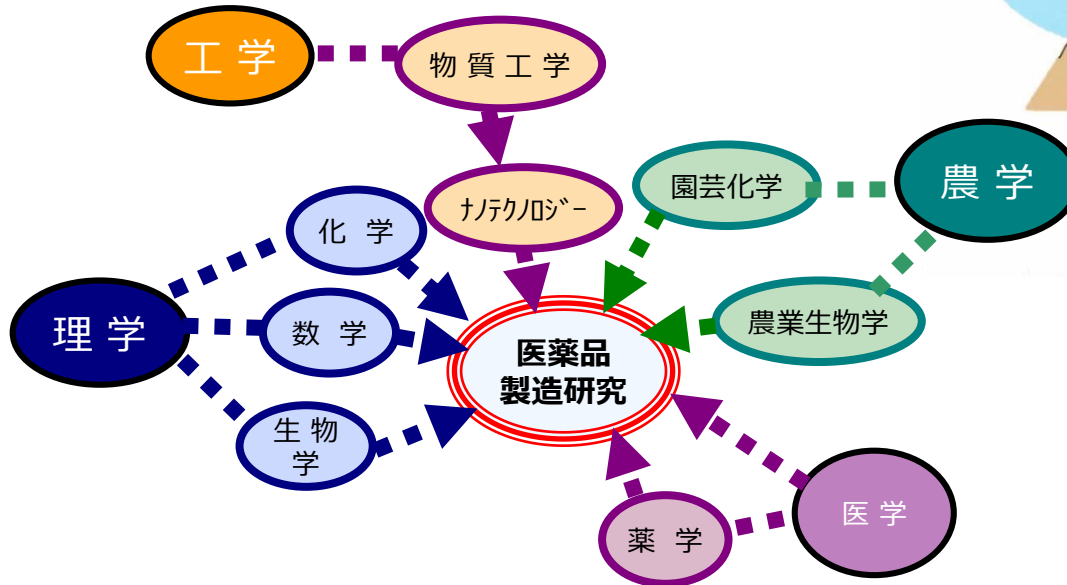 工 学
物 質 工 学
農 学
園芸化学
ﾅﾉﾃｸﾉﾛｼﾞｰ
化 学
理 学
数 学
農業生物学
医薬品
製造研究
生 物
学
医 学
薬 学